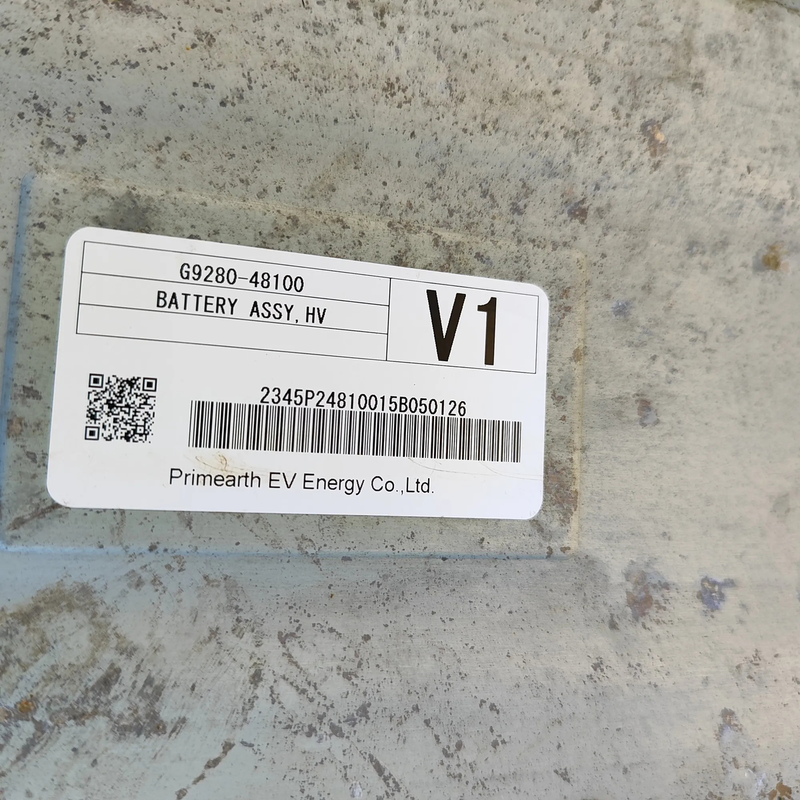 G9280-48100
BATTERY ASSY,HV
V1
2345P24810015B050126
Primearth EV Energy Co.,Ltd.